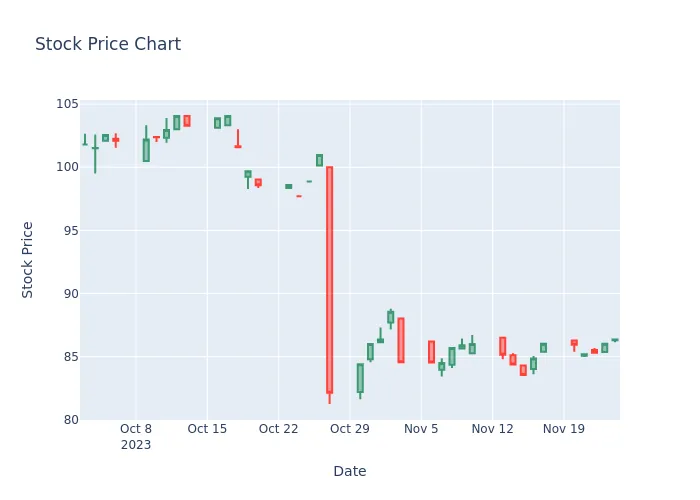 Stock Price Chart
105
100
95
90
85
80
Stock Price
Oct 8
2023
Oct 15
Oct 22
Oct 29
Nov 5
Nov 12
Nov 19
Date